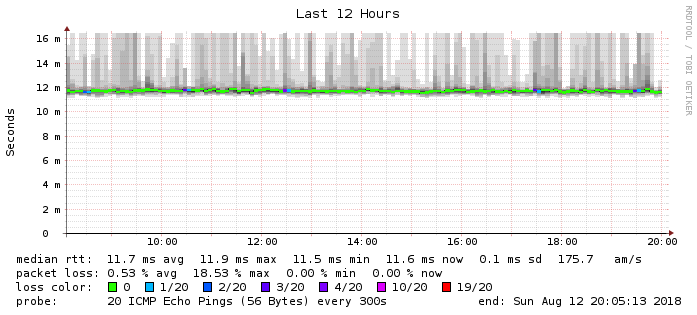 Last 12 Hours
RRDTOOL / TOBI OETIKER
Seconds
16 m
14 m
12 m
10 m
8 m
6 m
4 m
2 m
0
10:00 12:00 14:00 16:00 18:00 20:00
median rtt: 11.7 ms avg 11.9 ms max 11.5 ms min 11.6 ms now 0.1 ms sd 175.7 am/s
packet loss: 0.53 % avg 18.53 % max 0.00 % min 0.00 % now
loss color: 0 1/20 2/20 3/20 4/20 10/20 19/20
probe: 20 ICMP Echo Pings (56 Bytes) every 300s end: Sun Aug 12 20:05:13 2018